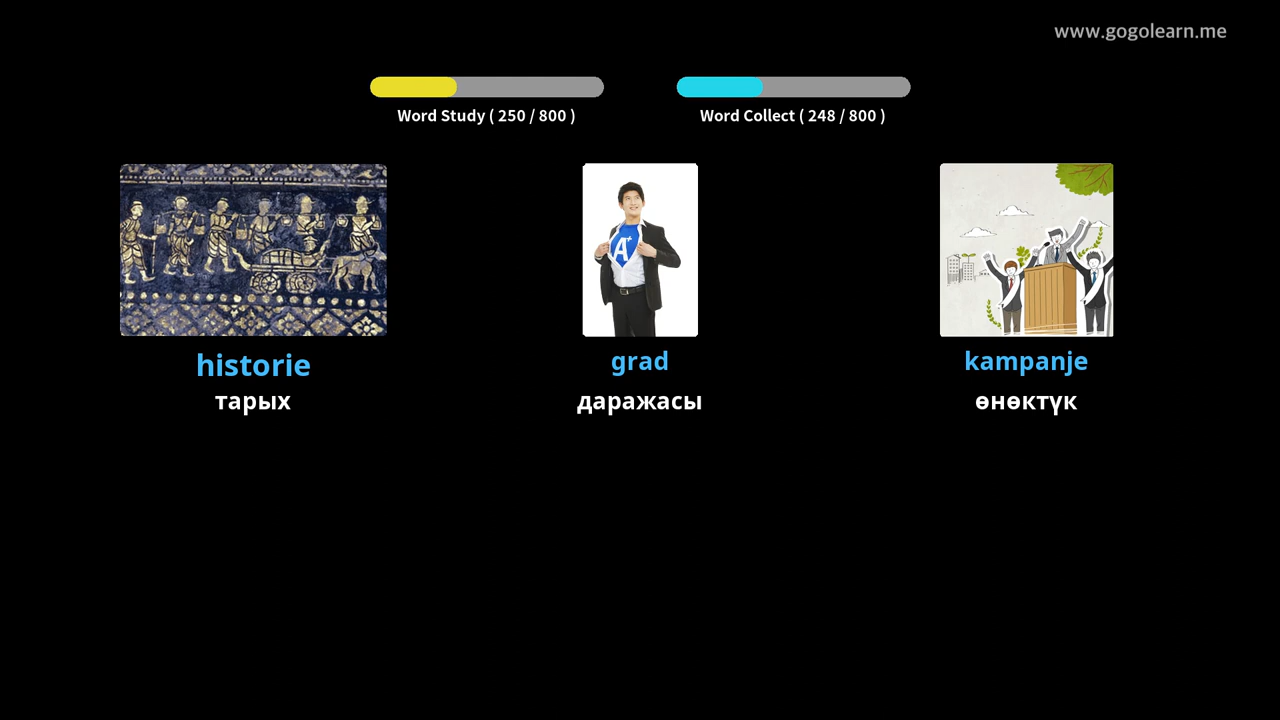 www.gogolearn.me
Word Study ( 250 / 800 )
Word Collect ( 248 / 800 )
A+
historie
grad
kampanje
тарых
даражасы
өнөктүк